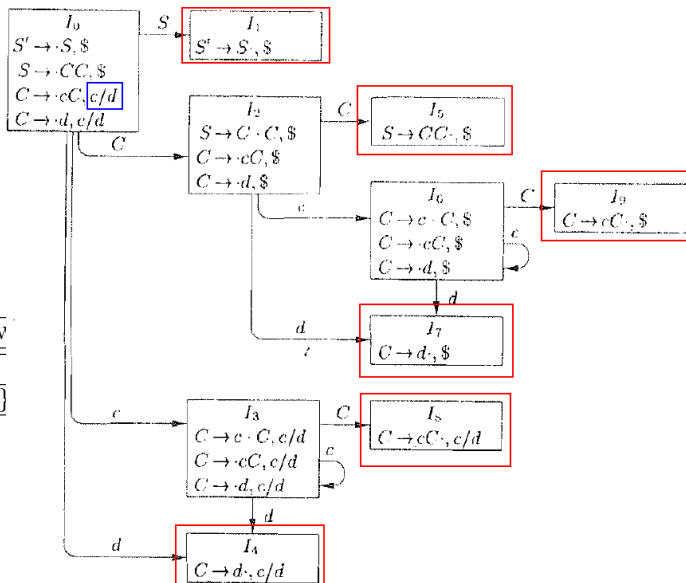 I₀
S' → ·S, $
S → ·CC, $
C → ·cC, c/d
C → ·d, c/d
S
I₁
S' → S·, $
C
I₂
S → C · C, $
C → ·cC, $
C → ·d, $
C
I₅
S → CC·, $
c
I₆
C → c · C, $
C → ·cC, $
C → ·d, $
C
I₉
C → cC·, $
c
d
d
I₇
C → d·, $
c
I₃
C → c · C, c/d
C → ·cC, c/d
C → ·d, c/d
C
I₈
C → cC·, c/d
c
d
d
I₄
C → d·, c/d